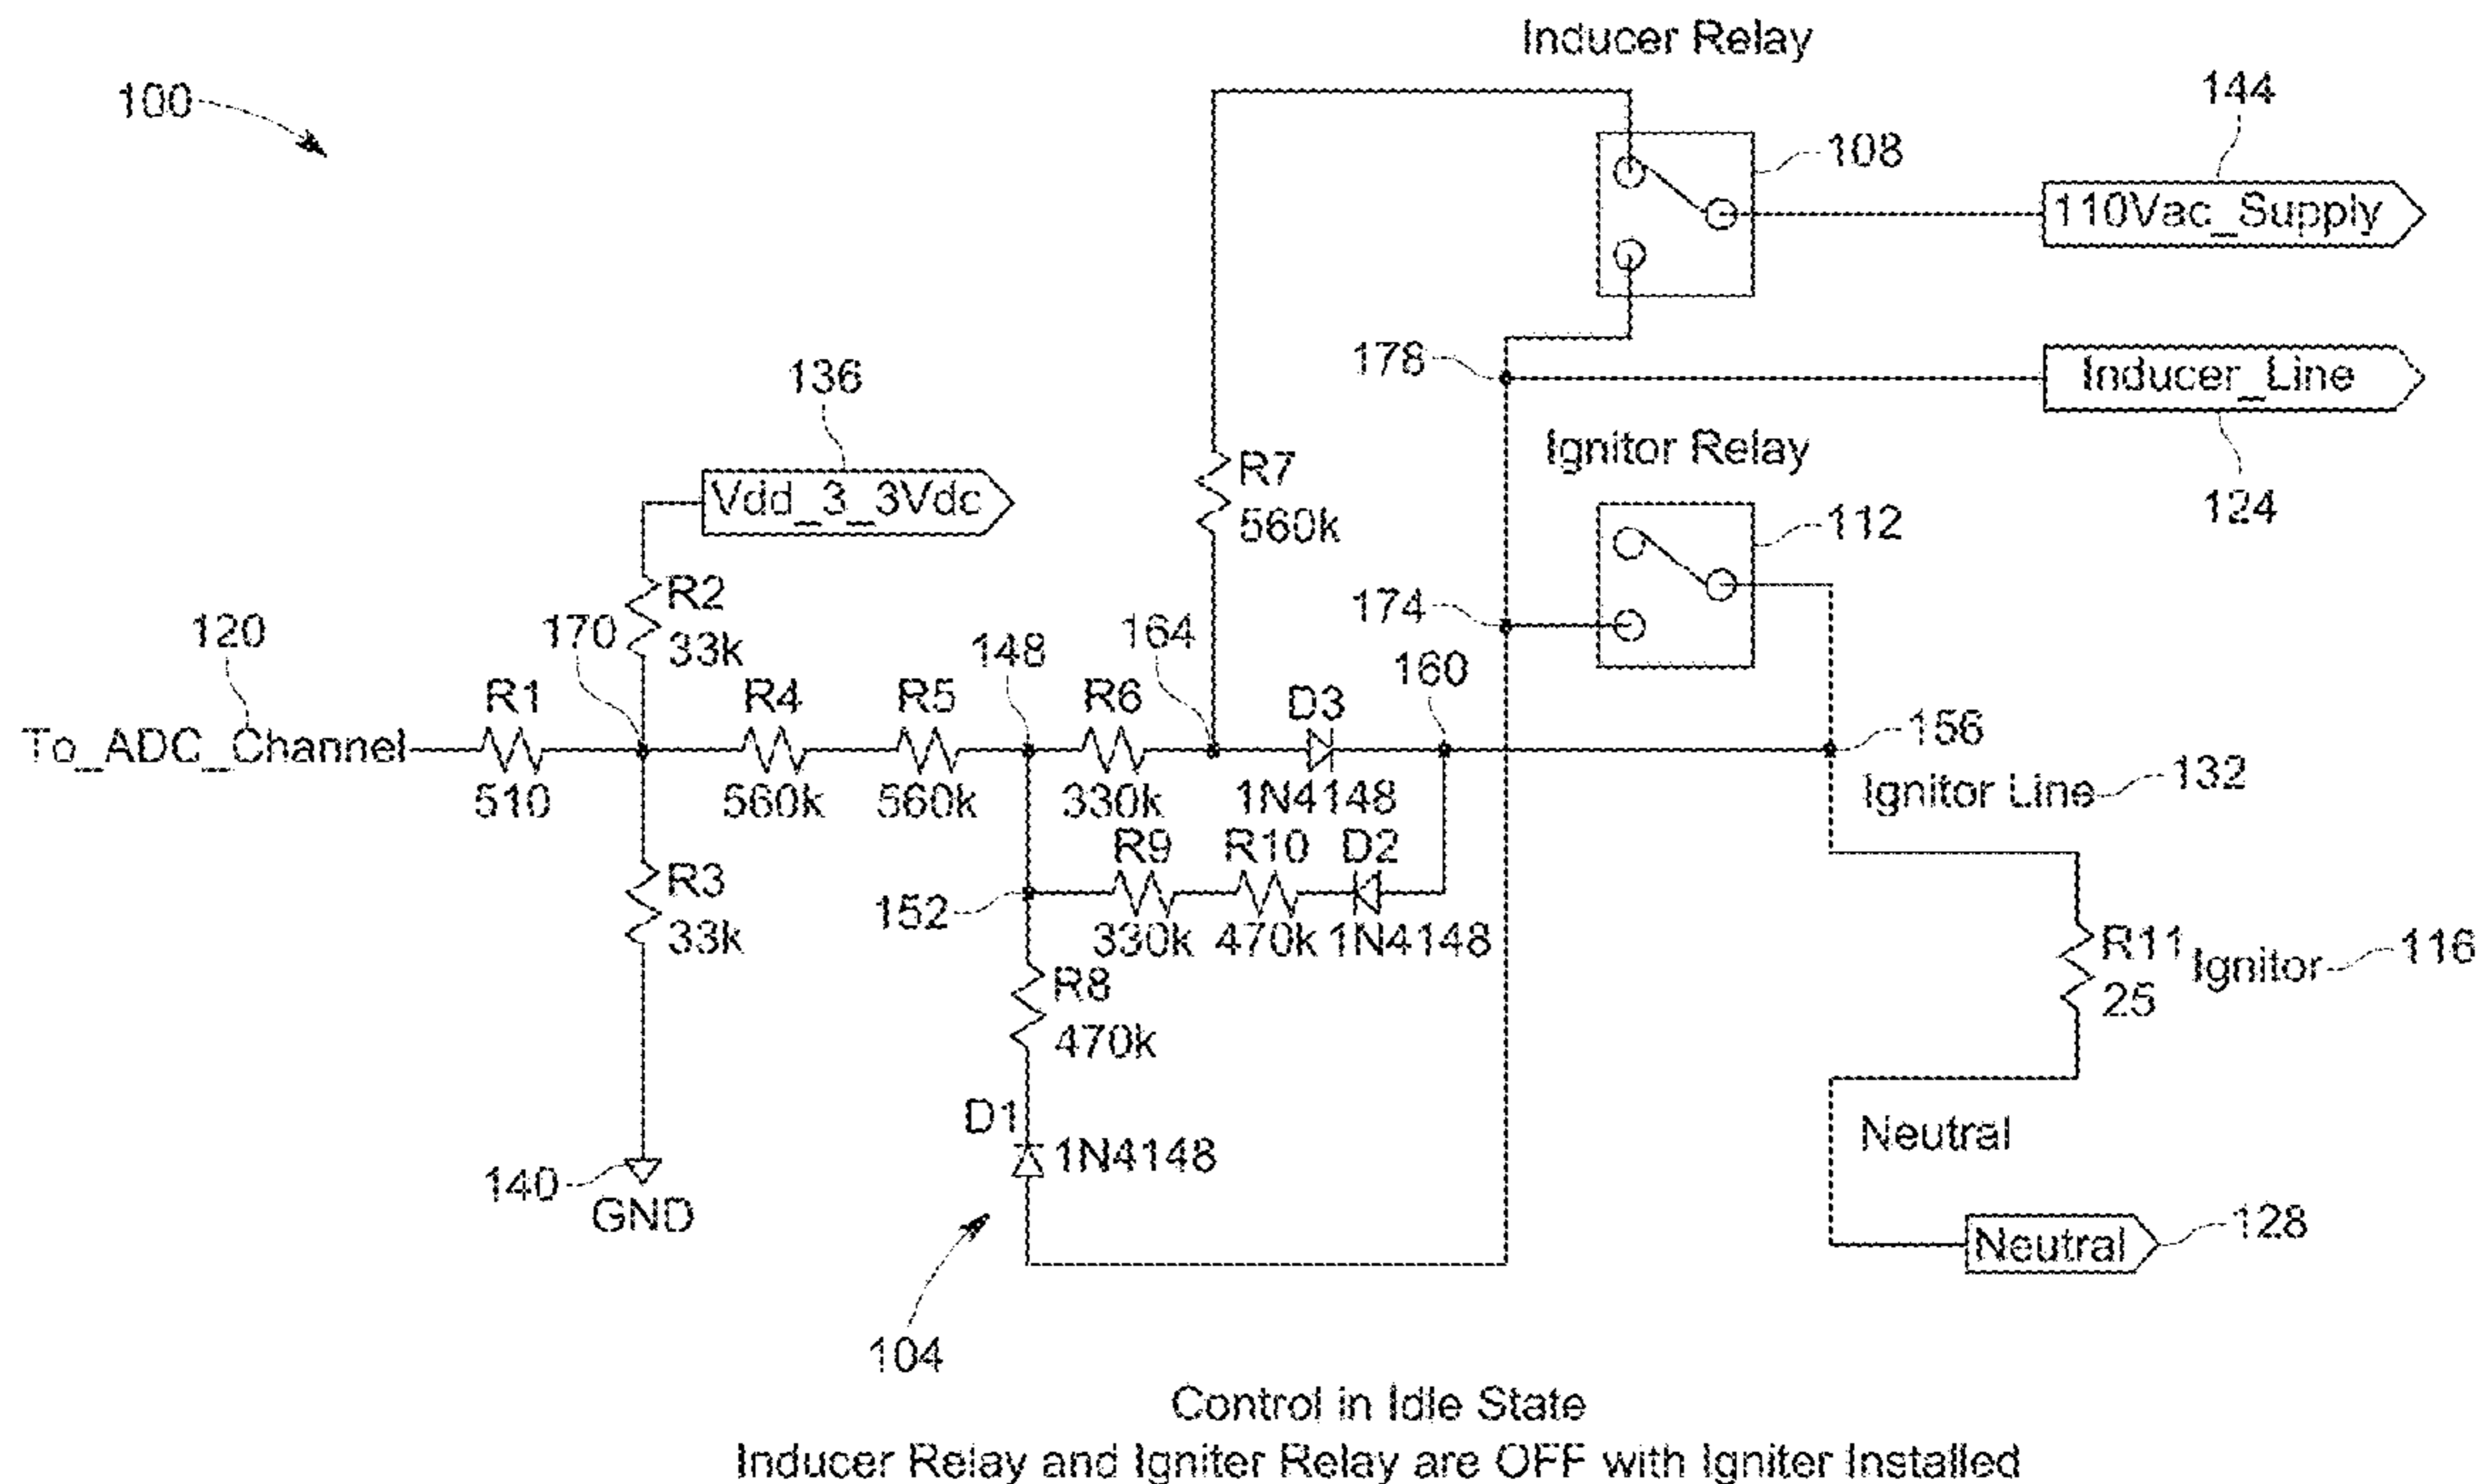 Inducer Relay
100
144
108
110Vac_Supply
178
136
Inducer_Line
Ignitor Relay
124
Vdd_3_3Vdc
R7
560k
112
R2
33k
120
170
148
164
174
160
R1
R4
R5
R6
D3
To_ADC_Channel
156
510
560k
560k
330k
1N4148
Ignitor Line
132
R3
33k
R9
R10
D2
152
330k
470k
1N4148
R11
25
Ignitor
116
R8
470k
D1
1N4148
Neutral
140
GND
Neutral
128
104
Control in Idle State
Inducer Relay and Igniter Relay are OFF with Igniter Installed